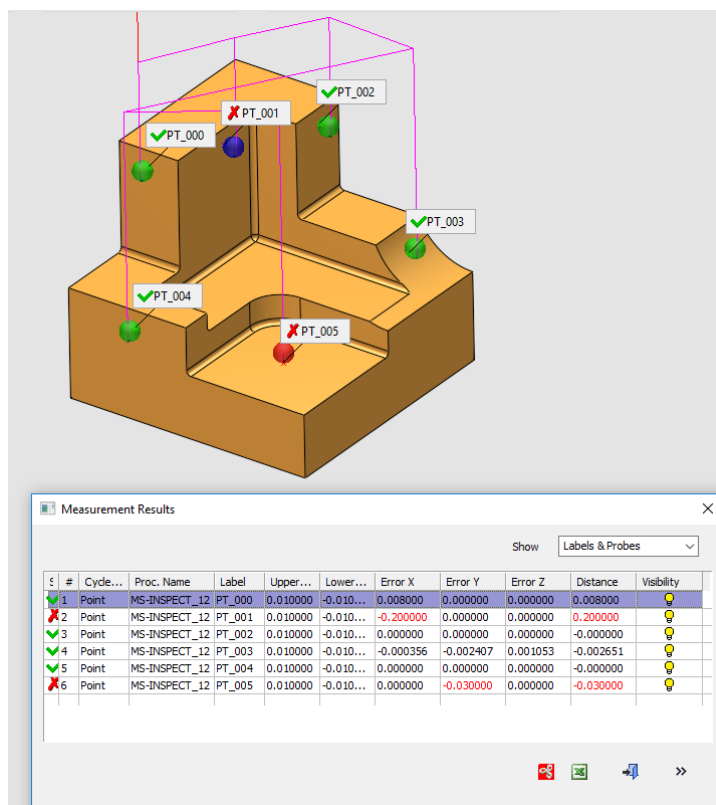 PT_002
PT_001
PT_000
PT_003
PT_004
PT_005
Measurement Results
Show Labels & Probes
S # Cycle... Proc. Name Label Upper... Lower... Error X Error Y Error Z Distance Visibility
1 Point MS-INSPECT_12 PT_000 0.010000 -0.010... 0.008000 0.000000 0.000000 0.008000
2 Point MS-INSPECT_12 PT_001 0.010000 -0.010... -0.200000 0.000000 0.000000 0.200000
3 Point MS-INSPECT_12 PT_002 0.010000 -0.010... 0.000000 0.000000 0.000000 -0.000000
4 Point MS-INSPECT_12 PT_003 0.010000 -0.010... -0.000356 -0.002407 0.001053 -0.002651
5 Point MS-INSPECT_12 PT_004 0.010000 -0.010... 0.000000 0.000000 0.000000 -0.000000
6 Point MS-INSPECT_12 PT_005 0.010000 -0.010... 0.000000 -0.030000 0.000000 -0.030000